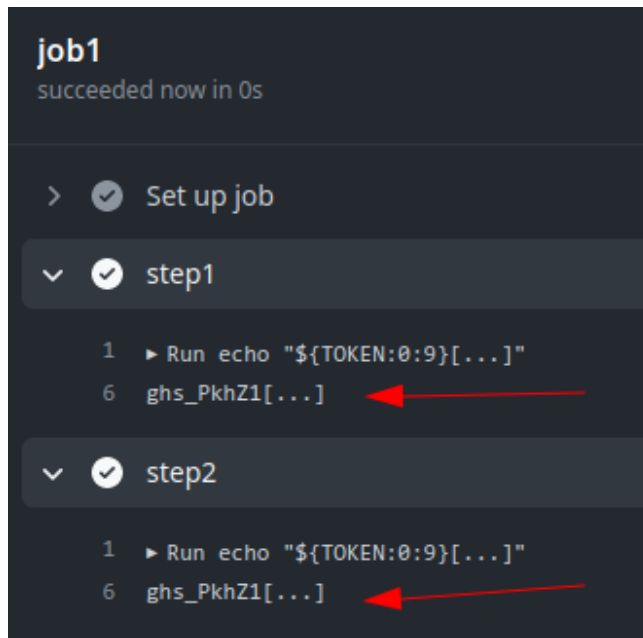 job1
succeeded now in 0s
Set up job
step1
1 ▸ Run echo "${TOKEN:0:9}[...]"
6 ghs_PkhZ1[...]
step2
1 ▸ Run echo "${TOKEN:0:9}[...]"
6 ghs_PkhZ1[...]